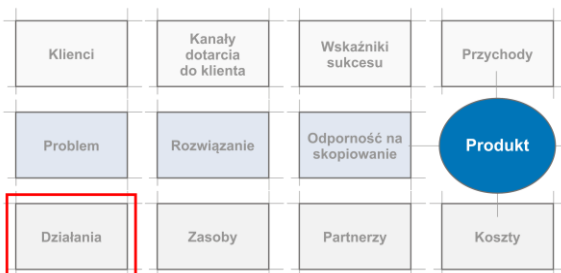 Klienci
Kanały
dotarcia
do klienta
Wskaźniki
sukcesu
Przychody
Problem
Rozwiązanie
Odporność na
skopiowanie
Produkt
Działania
Zasoby
Partnerzy
Koszty